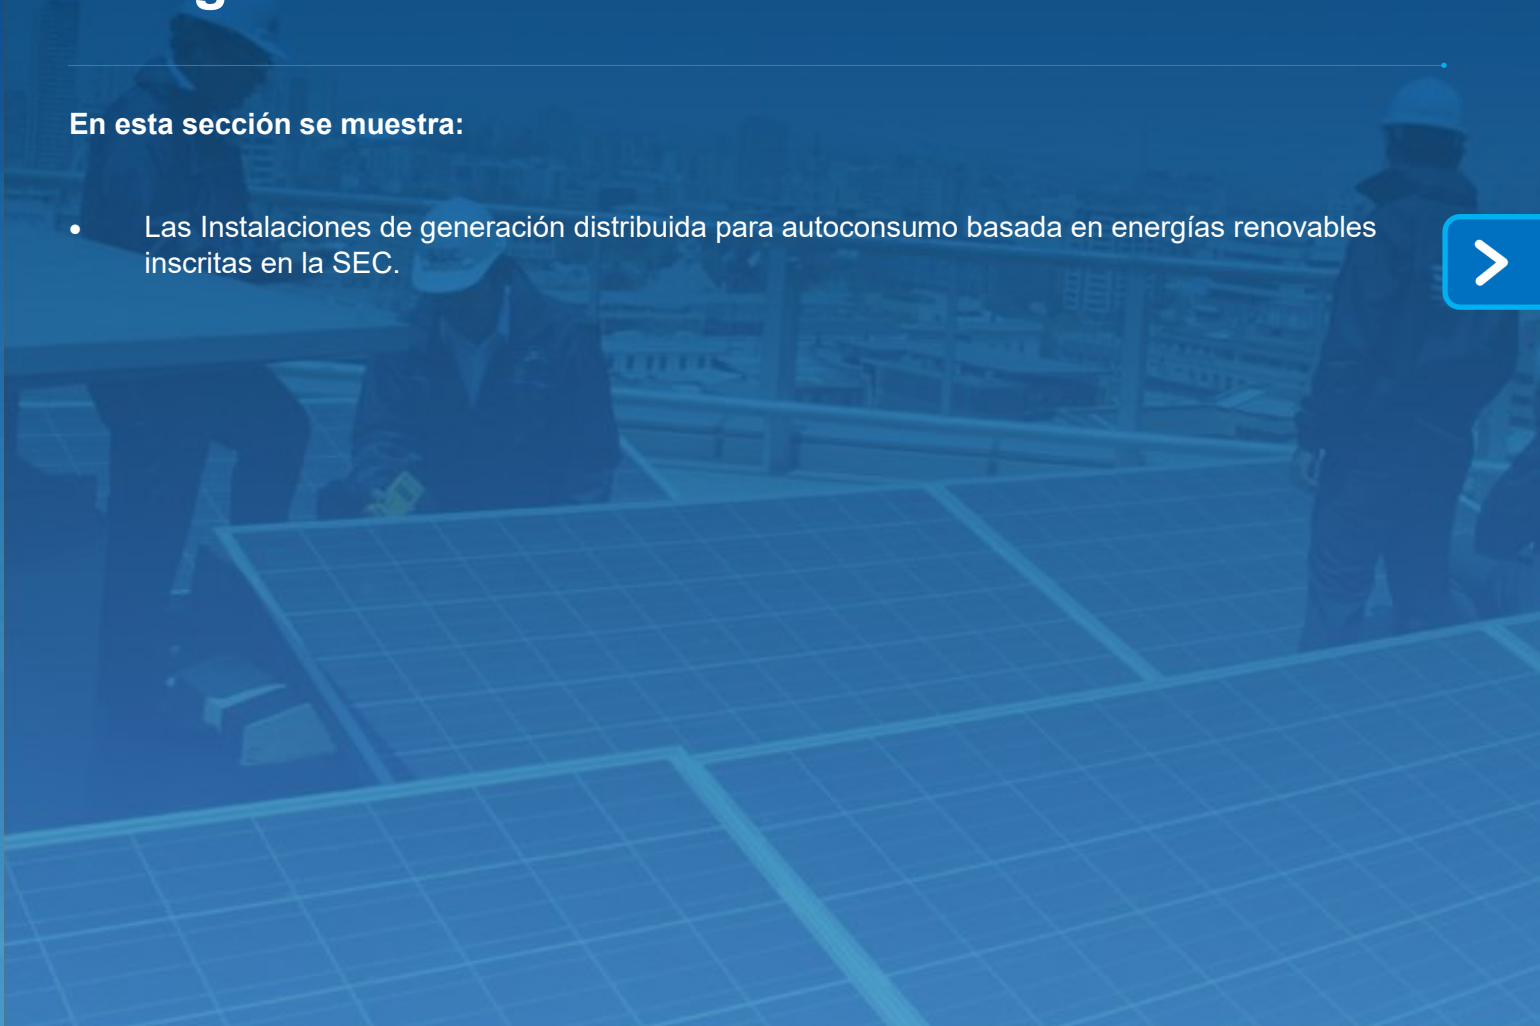 En esta sección se muestra:
• Las Instalaciones de generación distribuida para autoconsumo basada en energías renovables
inscritas en la SEC.